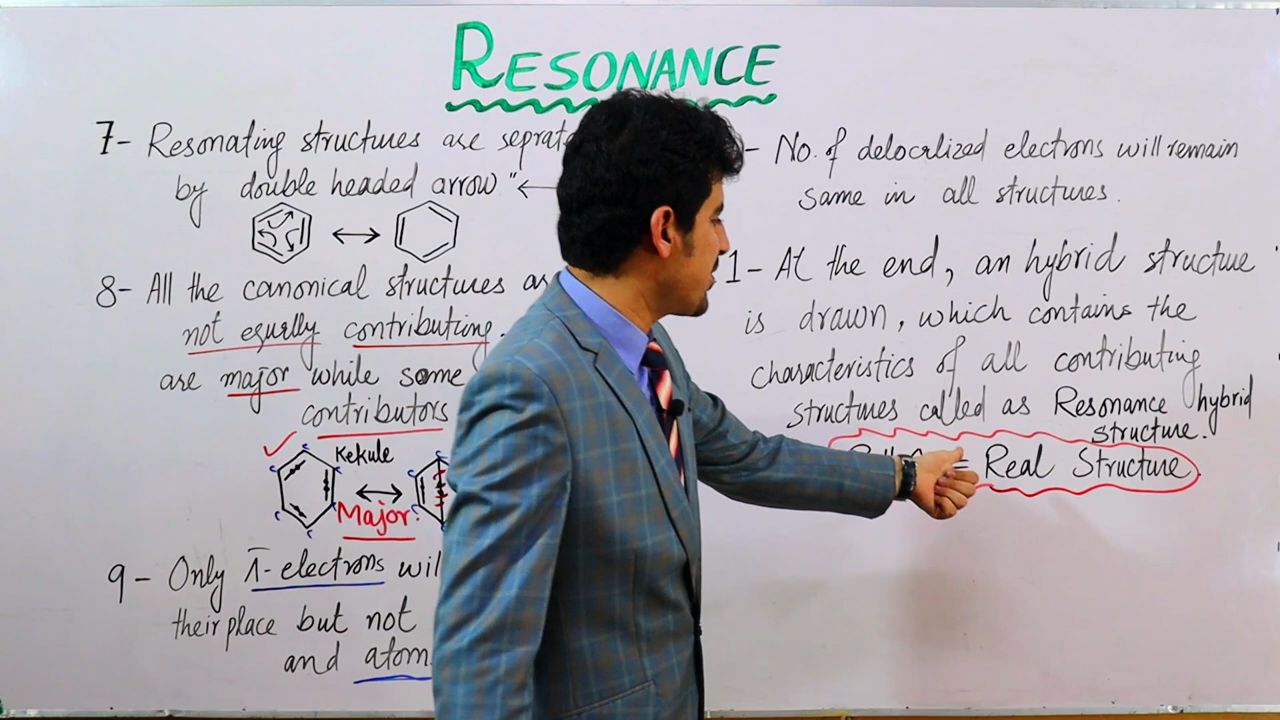 RESONANCE
7- Resonating structures are seprat
by double headed arrow "←
8- All the canonical structures ar
not equally contributing.
are major while some
contributors
Kekule
Major.
9- Only π-electrons wil
their place but not
and atom
- No. of delocalized electrons will remain
same in all structures.
1- At the end, an hybrid structure
is drawn, which contains the
characteristics of all contributing
structures called as Resonance hybrid
structure.
= Real Structure